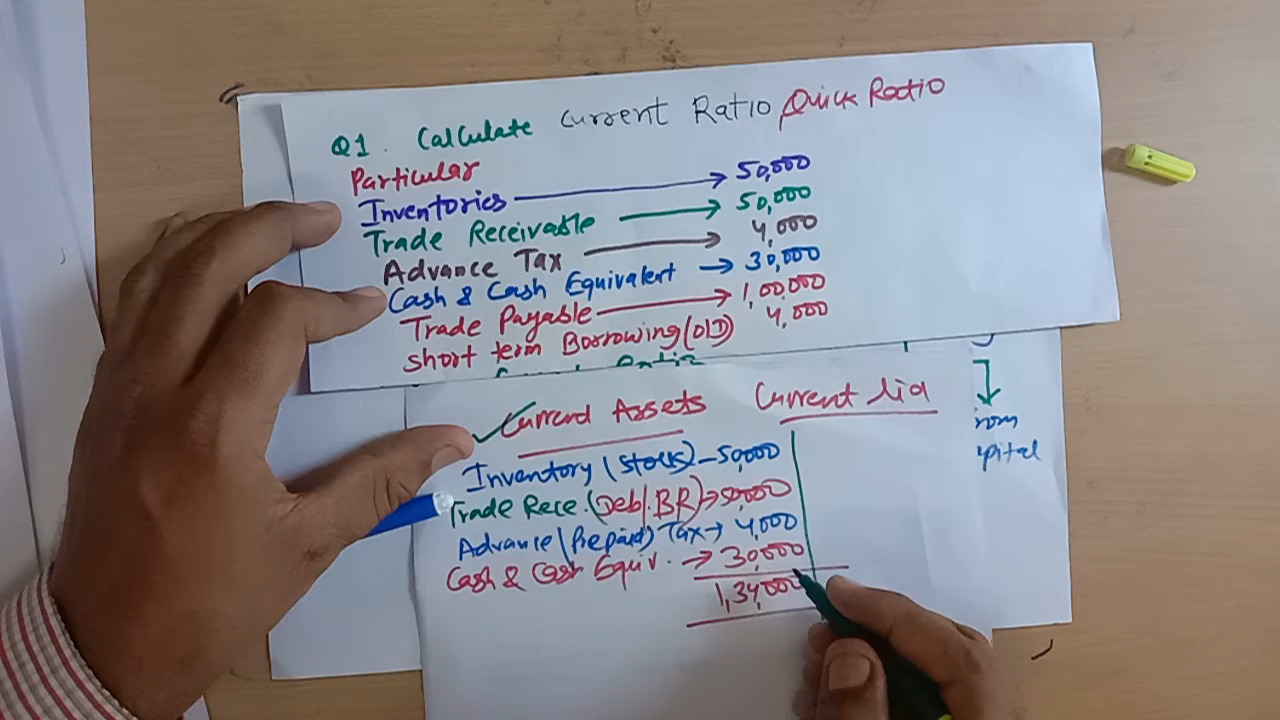 Q1. Calculate Current Ratio Quick Ratio
Particular
Inventories → 50,000
Trade Receivable → 50,000
Advance Tax → 4,000
Cash & Cash Equivalent → 30,000
Trade Payable → 1,00,000
Short term Borrowing (O/D) 4,000
Current Assets Current Lia
Inventory (Stock) – 50,000
Trade Rece. (Deb/.BR) → 50,000
Advance (Prepaid) Tax → 4,000
Cash & Cash Equiv. → 30,000
1,34,000